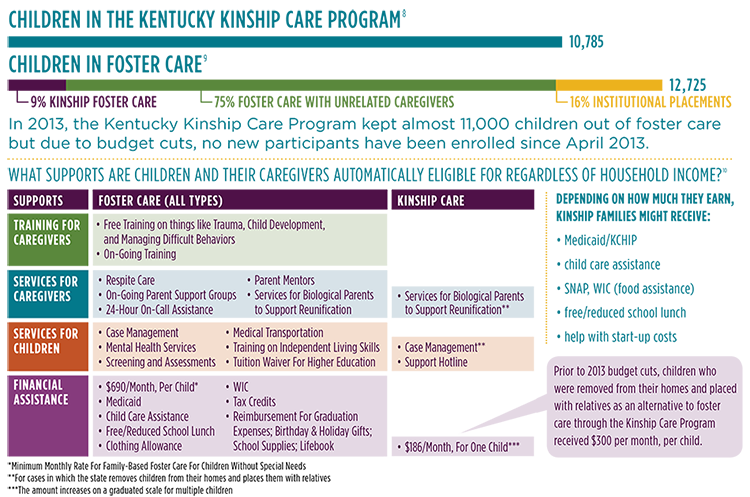 CHILDREN IN THE KENTUCKY KINSHIP CARE PROGRAM⁸
10,785
CHILDREN IN FOSTER CARE⁹
12,725
9% KINSHIP FOSTER CARE
75% FOSTER CARE WITH UNRELATED CAREGIVERS
16% INSTITUTIONAL PLACEMENTS
In 2013, the Kentucky Kinship Care Program kept almost 11,000 children out of foster care
but due to budget cuts, no new participants have been enrolled since April 2013.
WHAT SUPPORTS ARE CHILDREN AND THEIR CAREGIVERS AUTOMATICALLY ELIGIBLE FOR REGARDLESS OF HOUSEHOLD INCOME?¹⁰
SUPPORTS
FOSTER CARE (ALL TYPES)
KINSHIP CARE
TRAINING FOR
CAREGIVERS
• Free Training on things like Trauma, Child Development,
and Managing Difficult Behaviors
• On-Going Training
SERVICES FOR
CAREGIVERS
• Respite Care
• On-Going Parent Support Groups
• 24-Hour On-Call Assistance
• Parent Mentors
• Services for Biological Parents
to Support Reunification
• Services for Biological Parents
to Support Reunification**
SERVICES FOR
CHILDREN
• Case Management
• Mental Health Services
• Screening and Assessments
• Medical Transportation
• Training on Independent Living Skills
• Tuition Waiver For Higher Education
• Case Management**
• Support Hotline
FINANCIAL
ASSISTANCE
• $690/Month, Per Child*
• Medicaid
• Child Care Assistance
• Free/Reduced School Lunch
• Clothing Allowance
• WIC
• Tax Credits
• Reimbursement For Graduation
Expenses; Birthday & Holiday Gifts;
School Supplies; Lifebook
• $186/Month, For One Child***
DEPENDING ON HOW MUCH THEY EARN,
KINSHIP FAMILIES MIGHT RECEIVE:
• Medicaid/KCHIP
• child care assistance
• SNAP, WIC (food assistance)
• free/reduced school lunch
• help with start-up costs
Prior to 2013 budget cuts, children who
were removed from their homes and placed
with relatives as an alternative to foster
care through the Kinship Care Program
received $300 per month, per child.
*Minimum Monthly Rate For Family-Based Foster Care For Children Without Special Needs
**For cases in which the state removes children from their homes and places them with relatives
***The amount increases on a graduated scale for multiple children